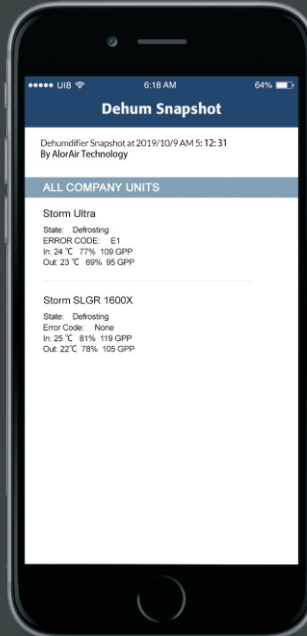 ●●●●● UI8 6:18 AM 64%
Dehum Snapshot
Dehumdifier Snapshot at 2019/10/9 AM 5: 12: 31
By AlorAir Technology
ALL COMPANY UNITS
Storm Ultra
State: Defrosting
ERROR CODE: E1
In: 24 ℃ 77% 109 GPP
Out: 23 ℃ 69% 95 GPP
Storm SLGR 1600X
State: Defrosting
Error Code: None
In: 25 ℃ 81% 119 GPP
Out: 22℃ 78% 105 GPP